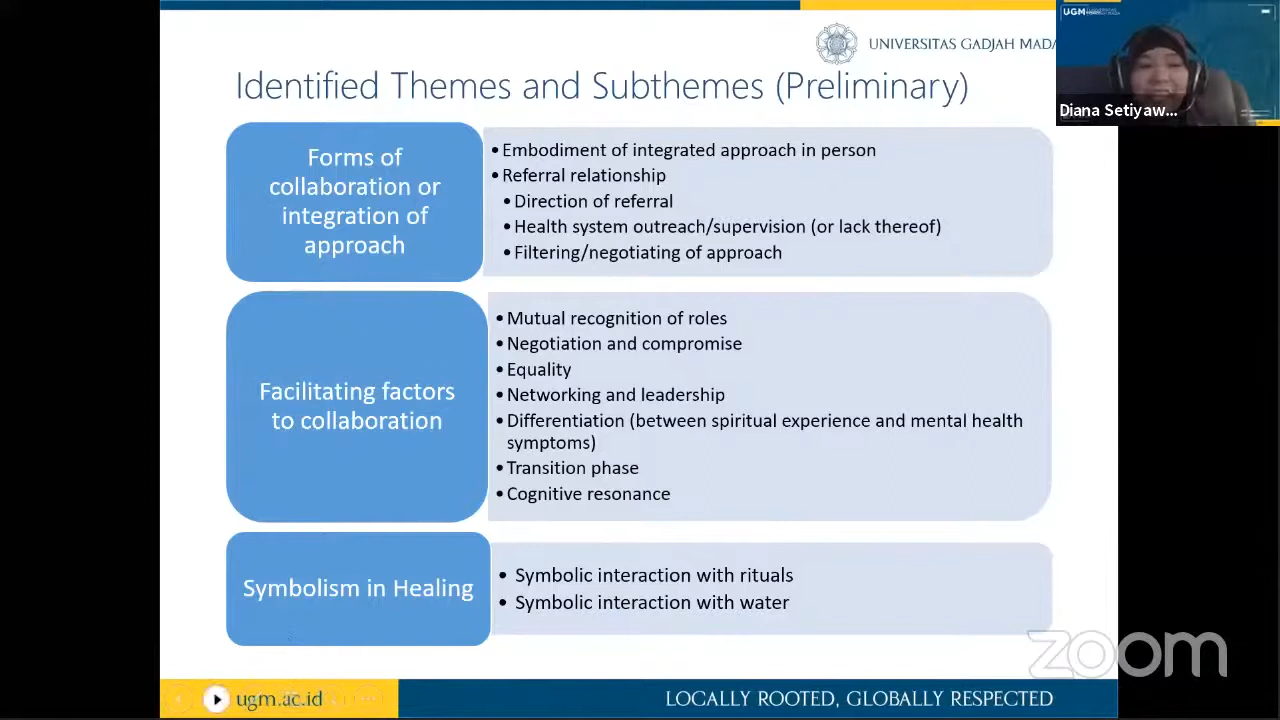 UNIVERSITAS GADJAH MADA
UGM
Diana Setiyaw...
Identified Themes and Subthemes (Preliminary)
Forms of
collaboration or
integration of
approach
• Embodiment of integrated approach in person
• Referral relationship
• Direction of referral
• Health system outreach/supervision (or lack thereof)
• Filtering/negotiating of approach
Facilitating factors
to collaboration
• Mutual recognition of roles
• Negotiation and compromise
• Equality
• Networking and leadership
• Differentiation (between spiritual experience and mental health
symptoms)
• Transition phase
• Cognitive resonance
Symbolism in Healing
• Symbolic interaction with rituals
• Symbolic interaction with water
zoom
ugm.ac.id
LOCALLY ROOTED, GLOBALLY RESPECTED